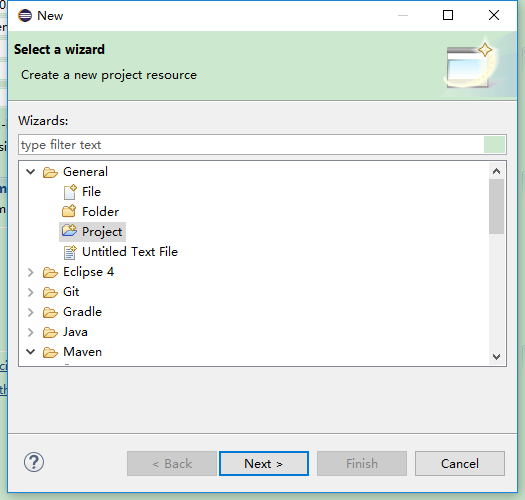 New
Select a wizard
Create a new project resource
Wizards:
type filter text
General
File
Folder
Project
Untitled Text File
Eclipse 4
Git
Gradle
Java
Maven
?
< Back
Next >
Finish
Cancel